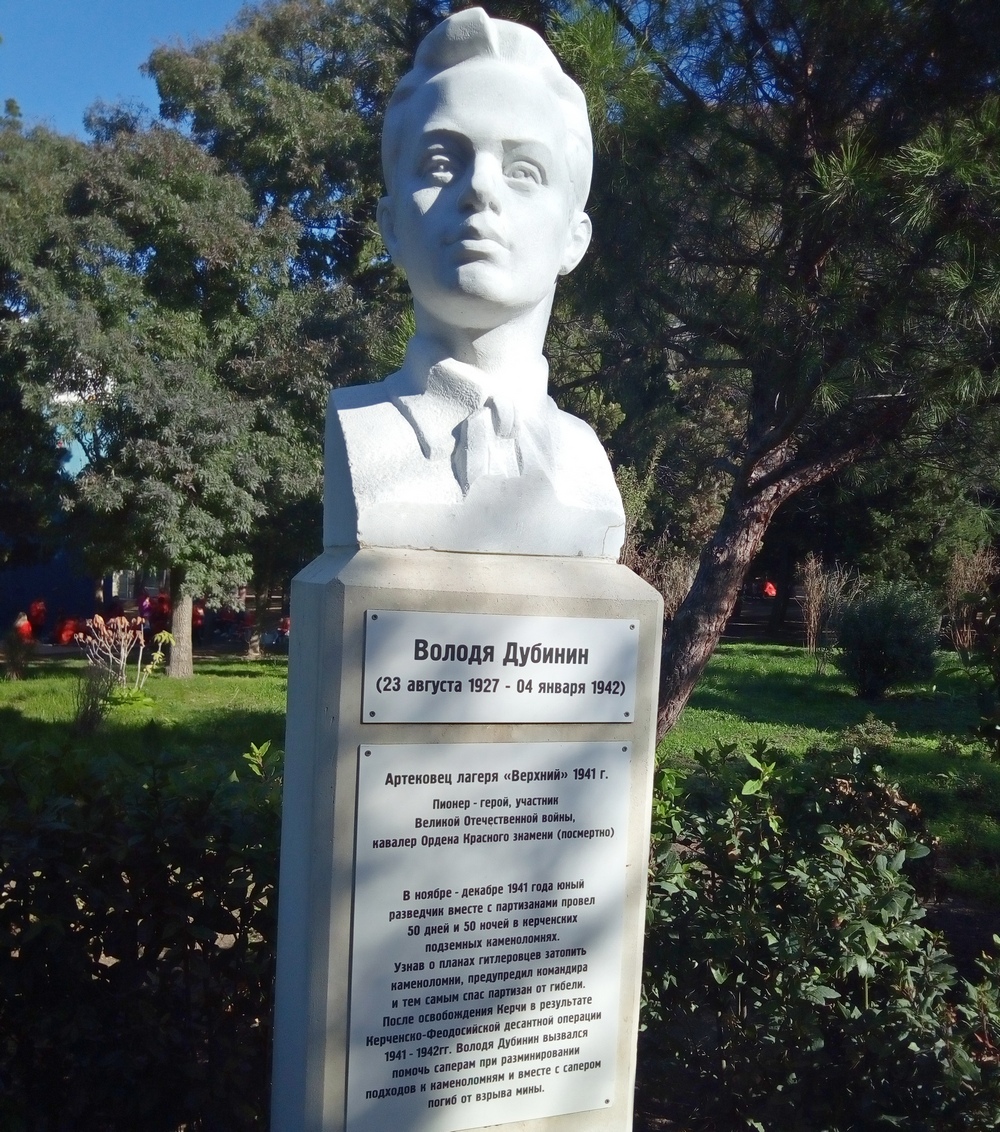 Володя Дубинин
(23 августа 1927 - 04 января 1942)
Артековец лагеря «Верхний» 1941 г.
Пионер - герой, участник
Великой Отечественной войны,
кавалер Ордена Красного знамени (посмертно)
В ноябре - декабре 1941 года юный
разведчик вместе с партизанами провел
50 дней и 50 ночей в керченских
подземных каменоломнях.
Узнав о планах гитлеровцев затопить
каменоломни, предупредил командира
и тем самым спас партизан от гибели.
После освобождения Керчи в результате
Керченско-Феодосийской десантной операции
1941 - 1942гг. Володя Дубинин вызвался
помочь саперам при разминировании
подходов к каменоломням и вместе с сапером
погиб от взрыва мины.